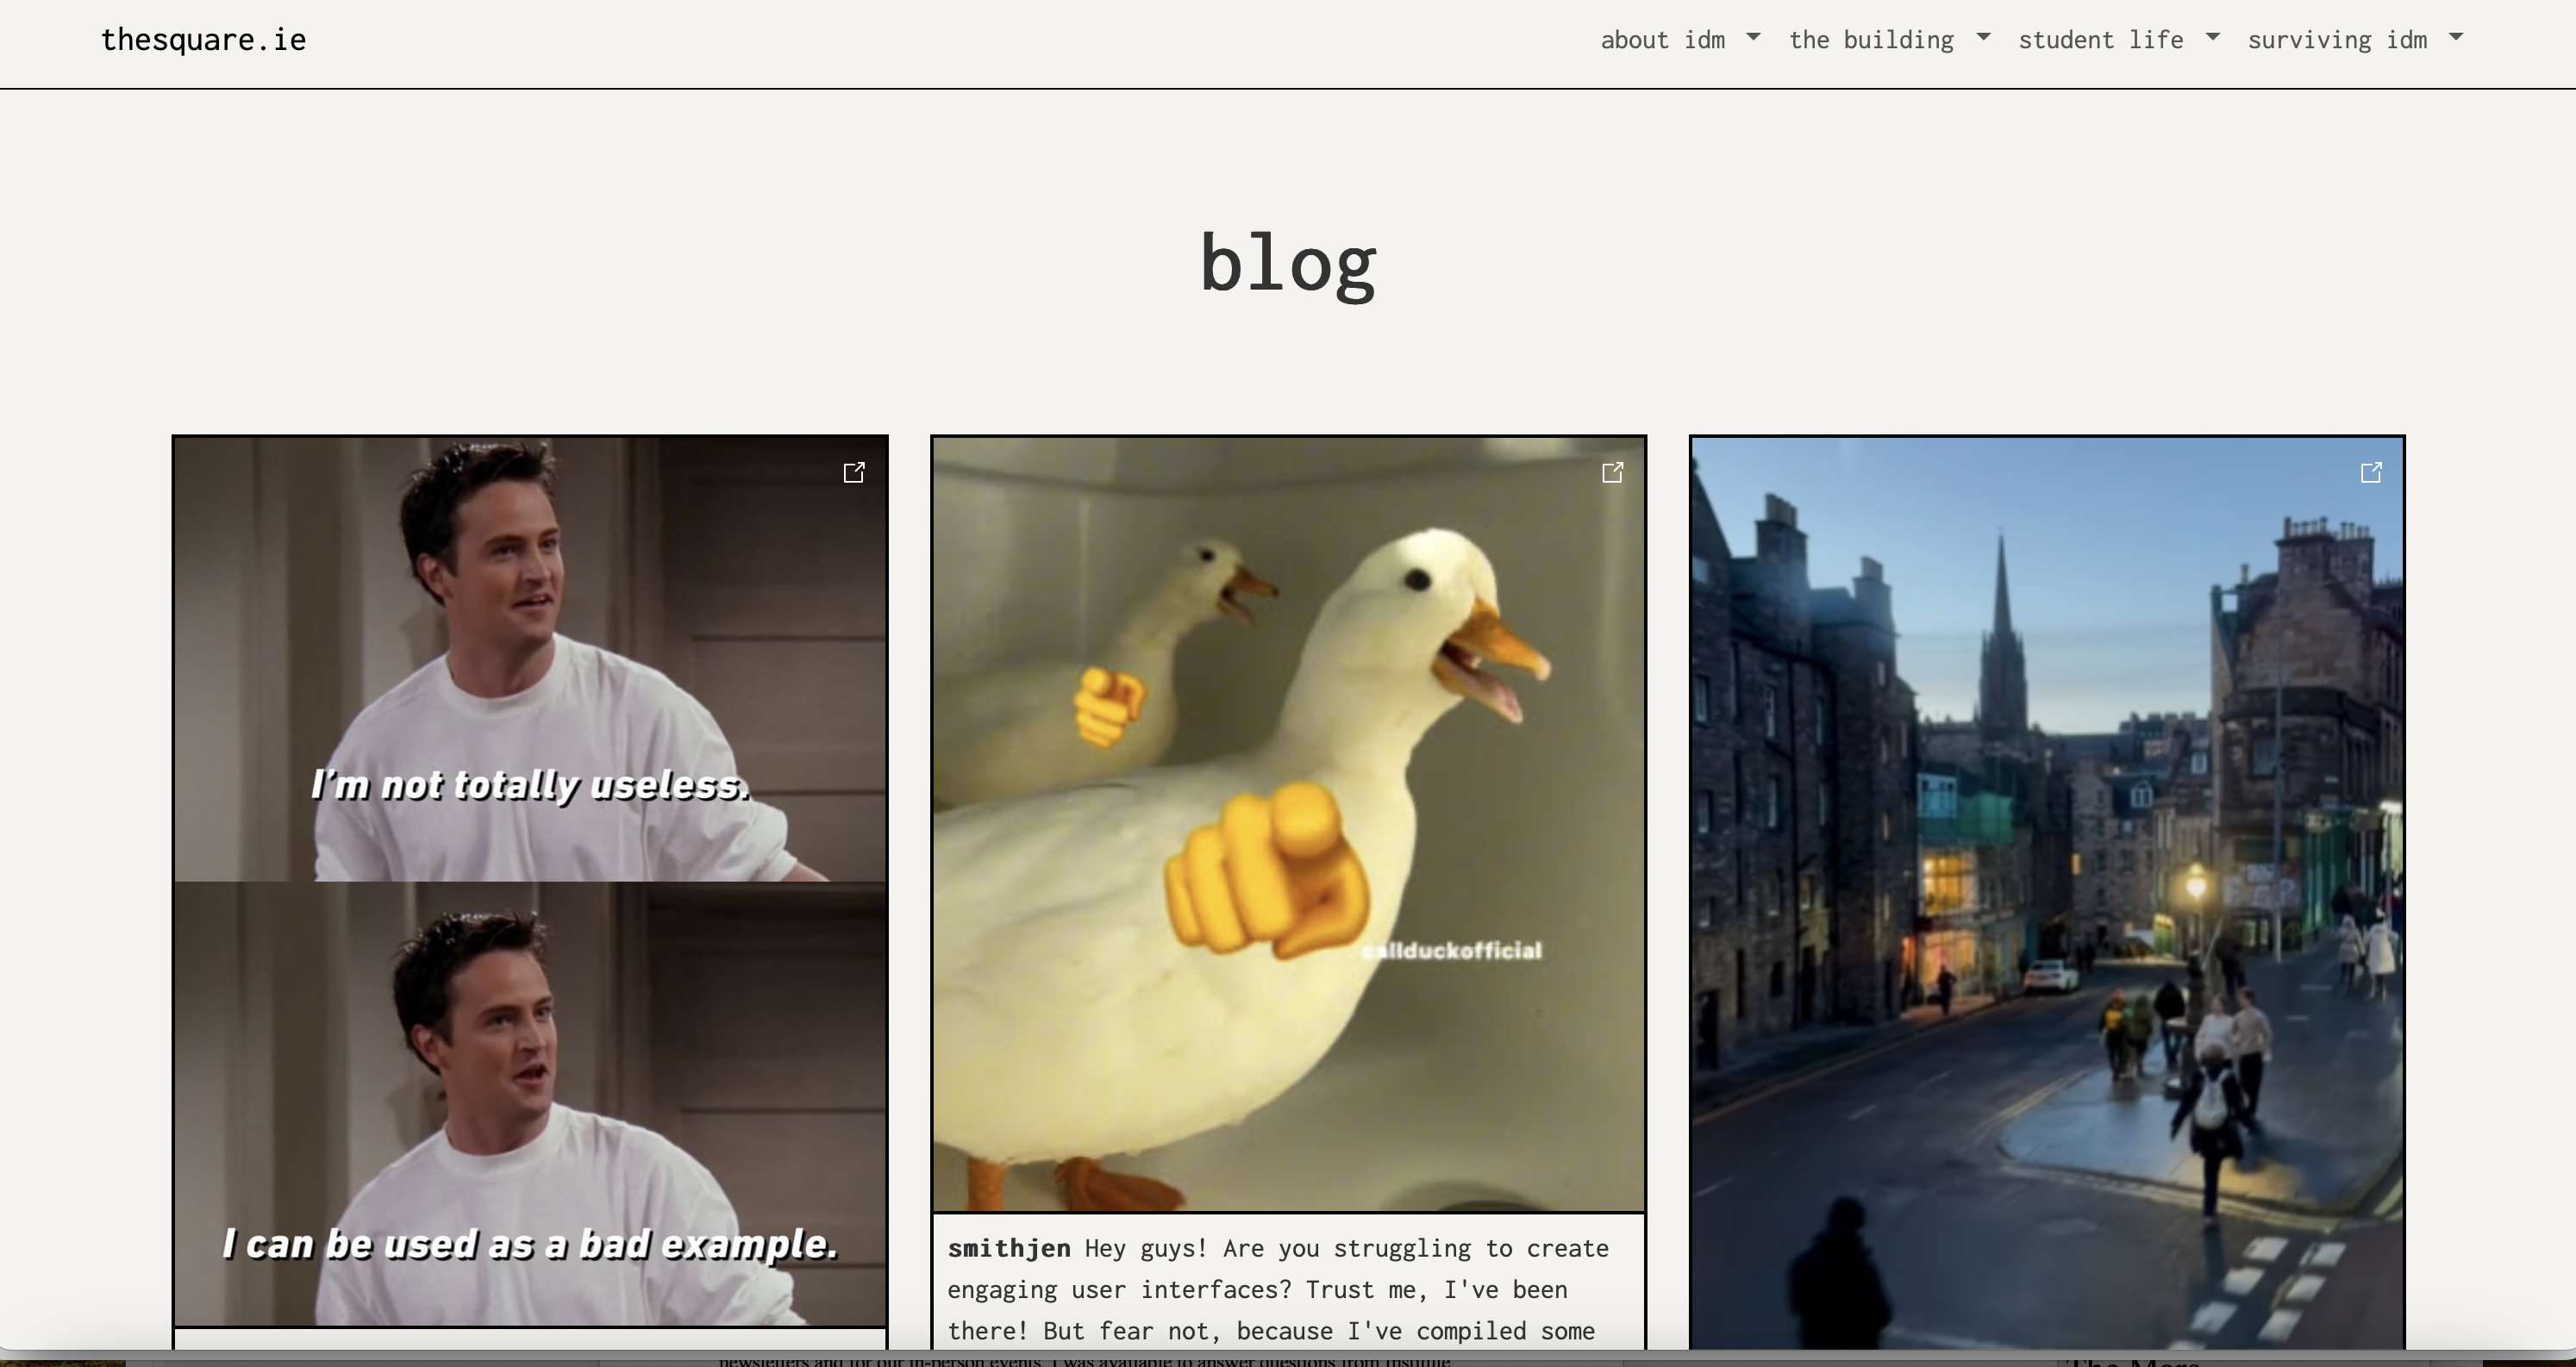 thesquare.ie
about idm
the building
student life
surviving idm
blog
I'm not totally useless.
I can be used as a bad example.
callduckofficial
smithjen Hey guys! Are you struggling to create
engaging user interfaces? Trust me, I've been
there! But fear not, because I've compiled some